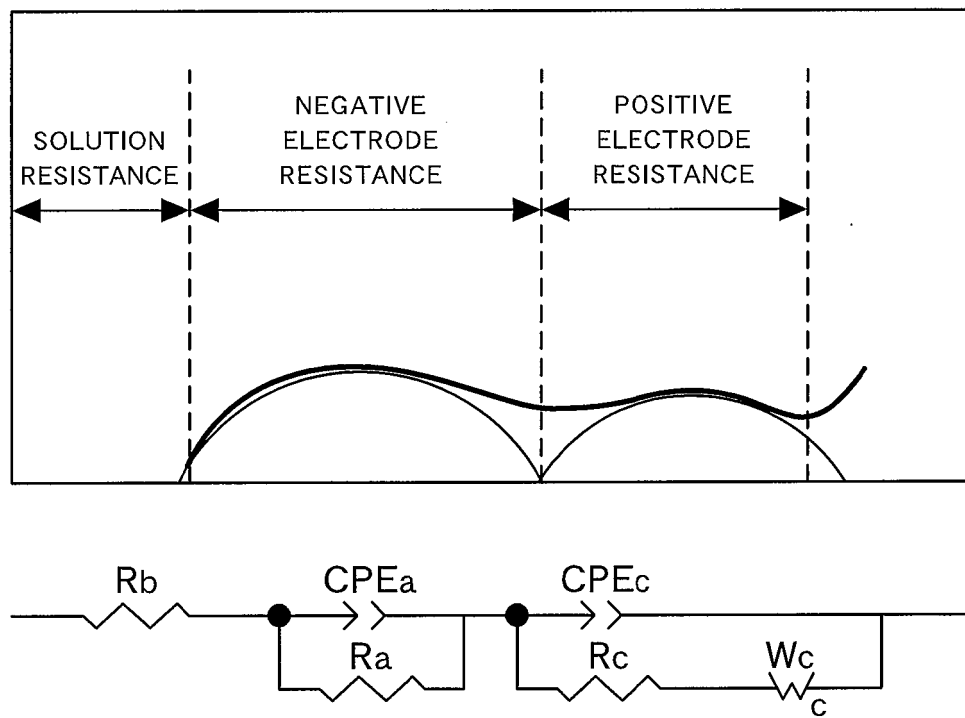 SOLUTION
RESISTANCE
NEGATIVE
ELECTRODE
RESISTANCE
POSITIVE
ELECTRODE
RESISTANCE
Rb
CPEa
CPEc
Ra
Rc
Wc
c